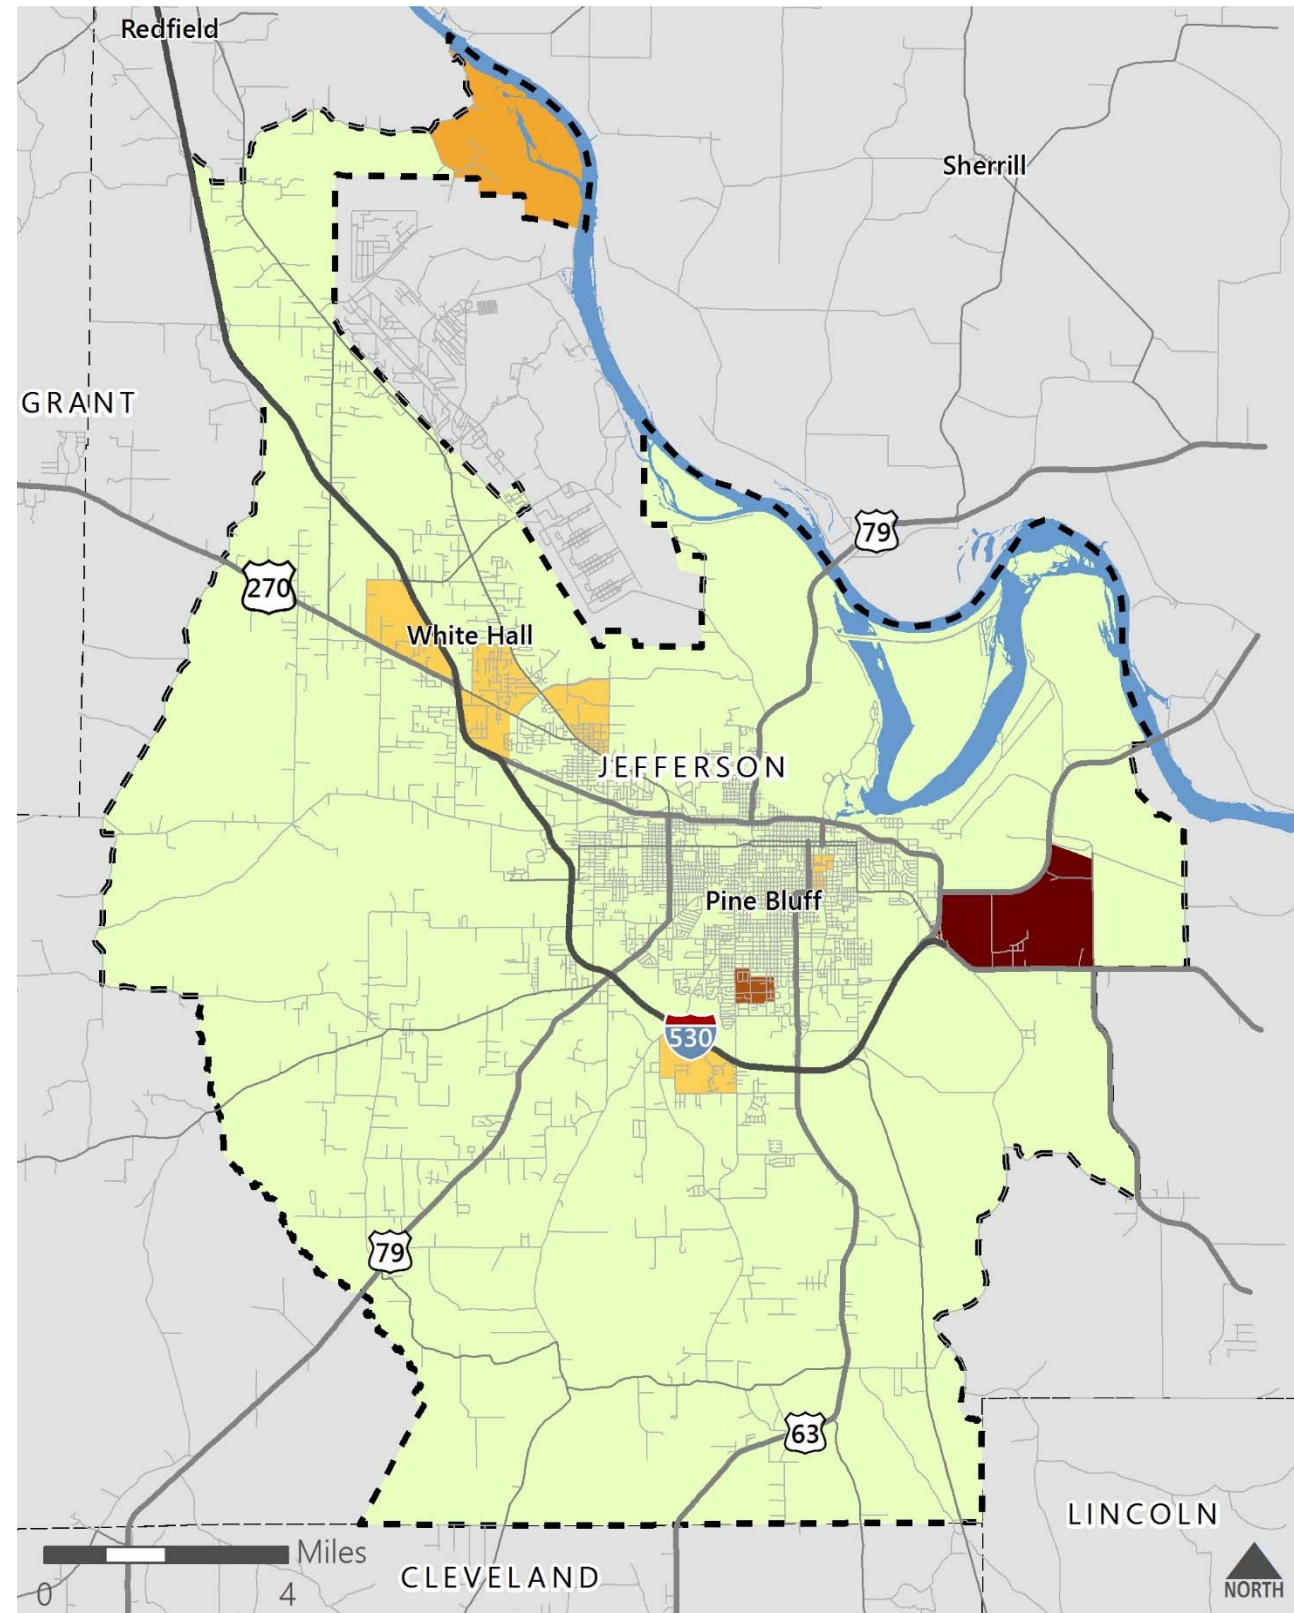 Redfield
Sherrill
GRANT
79
270
White Hall
JEFFERSON
Pine Bluff
530
79
63
LINCOLN
Miles
0 4
CLEVELAND
NORTH